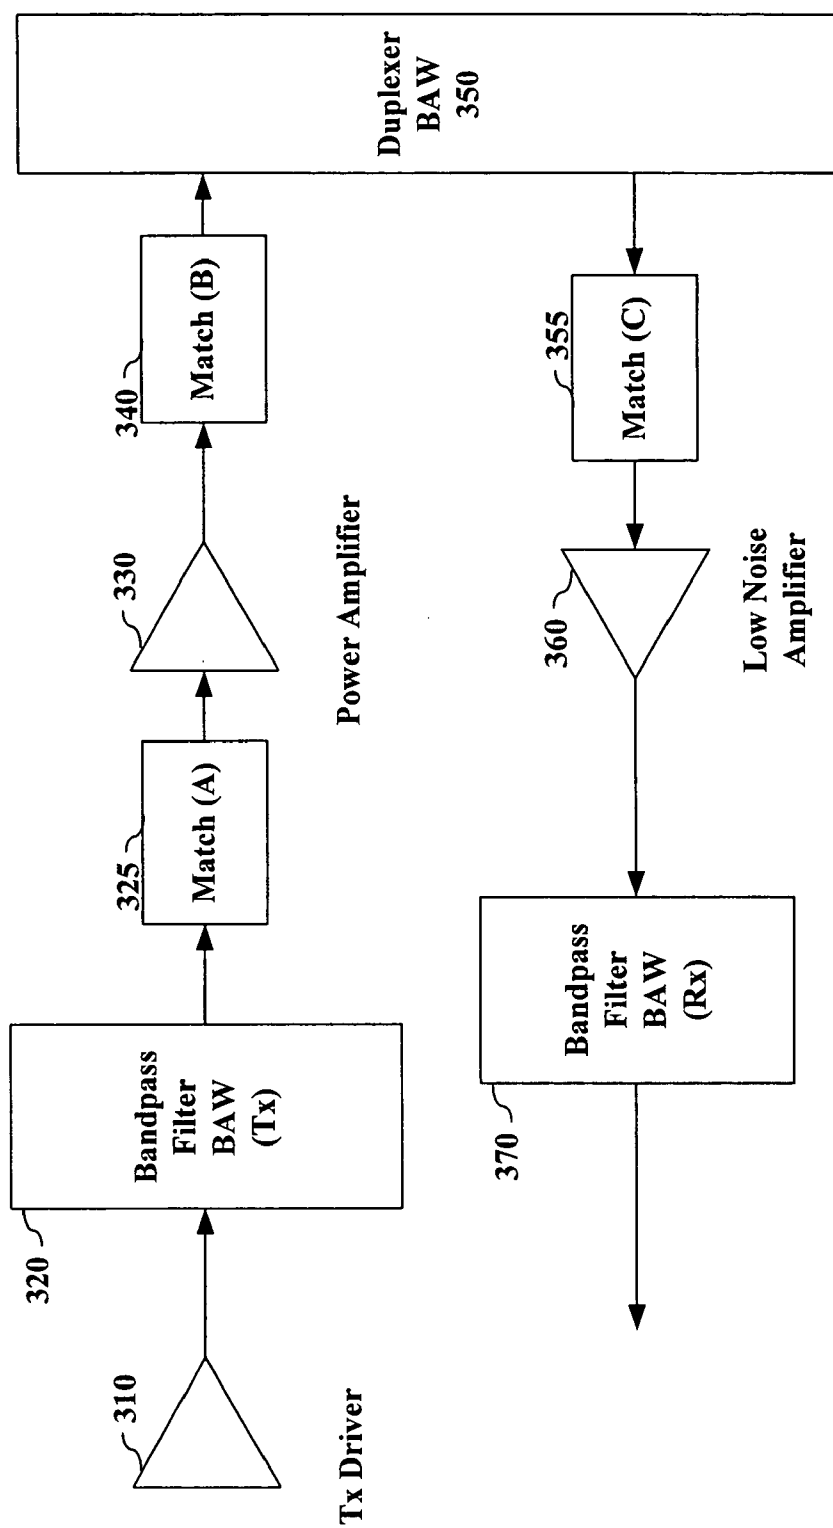 310
Tx Driver
320
Bandpass
Filter
BAW
(Tx)
325
Match (A)
330
Power Amplifier
340
Match (B)
Duplexer
BAW
350
355
Match (C)
360
Low Noise
Amplifier
370
Bandpass
Filter
BAW
(Rx)